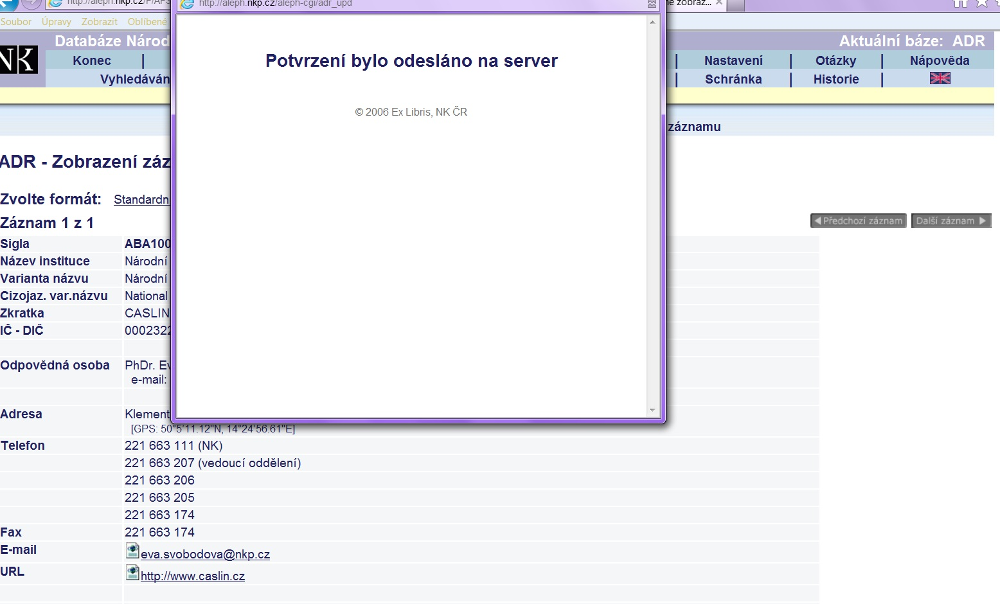 http://aleph.nkp.cz/F/APS
http://aleph.nkp.cz/aleph-cgi/adr_upd
né zobraz...
Soubor Úpravy Zobrazit Oblíbené
NK
Databáze Národ
Aktuální báze: ADR
Konec |
| Nastavení | Otázky | Nápověda
Vyhledáván
| Schránka | Historie |
Potvrzení bylo odesláno na server
© 2006 Ex Libris, NK ČR
záznamu
ADR - Zobrazení záz
Zvolte formát: Standardn
Záznam 1 z 1
Předchozí záznam Další záznam
Sigla ABA100
Název instituce Národní
Varianta názvu Národní
Cizojaz. var.názvu National
Zkratka CASLIN
IČ - DIČ 0002322
Odpovědná osoba PhDr. Ev
e-mail:
Adresa Klement
[GPS: 50°5'11.12"N, 14°24'56.61"E]
Telefon 221 663 111 (NK)
221 663 207 (vedoucí oddělení)
221 663 206
221 663 205
221 663 174
Fax 221 663 174
E-mail eva.svobodova@nkp.cz
URL http://www.caslin.cz